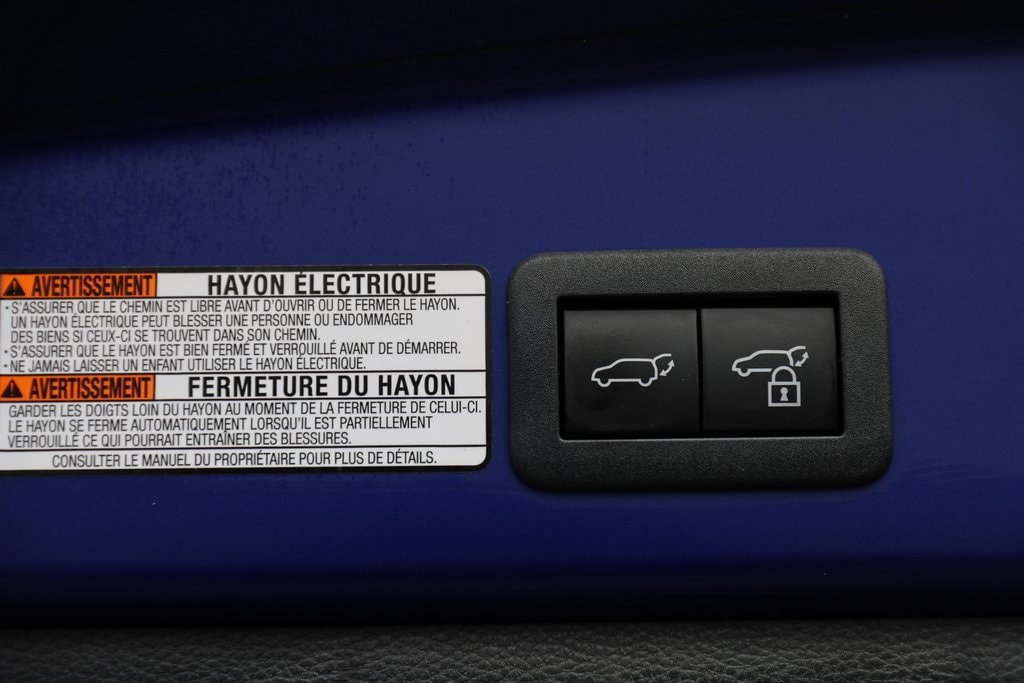 AVERTISSEMENT HAYON ÉLECTRIQUE
• S'ASSURER QUE LE CHEMIN EST LIBRE AVANT D'OUVRIR OU DE FERMER LE HAYON.
UN HAYON ÉLECTRIQUE PEUT BLESSER UNE PERSONNE OU ENDOMMAGER
DES BIENS SI CEUX-CI SE TROUVENT DANS SON CHEMIN.
• S'ASSURER QUE LE HAYON EST BIEN FERMÉ ET VERROUILLÉ AVANT DE DÉMARRER.
• NE JAMAIS LAISSER UN ENFANT UTILISER LE HAYON ÉLECTRIQUE.
AVERTISSEMENT FERMETURE DU HAYON
GARDER LES DOIGTS LOIN DU HAYON AU MOMENT DE LA FERMETURE DE CELUI-CI.
LE HAYON SE FERME AUTOMATIQUEMENT LORSQU'IL EST PARTIELLEMENT
VERROUILLÉ CE QUI POURRAIT ENTRAÎNER DES BLESSURES.
CONSULTER LE MANUEL DU PROPRIÉTAIRE POUR PLUS DE DÉTAILS.